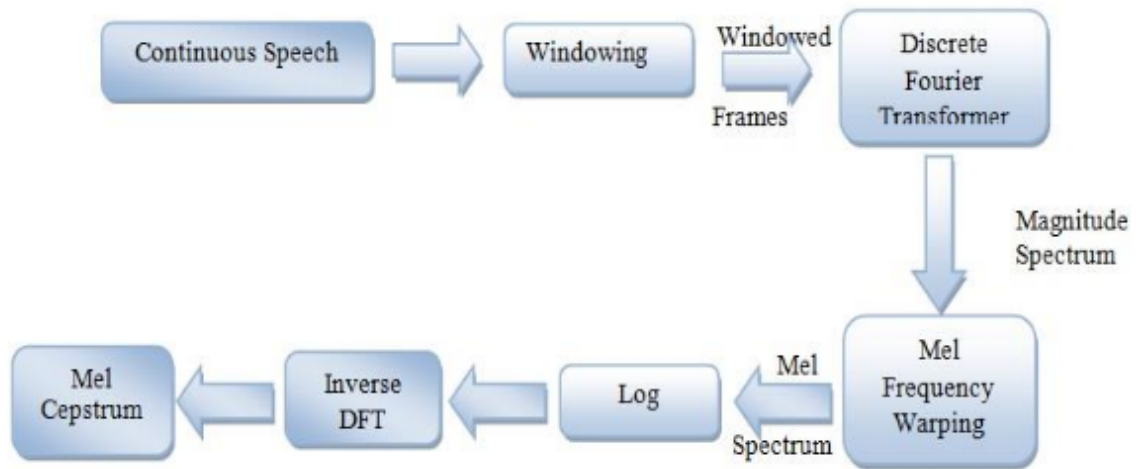 Continuous Speech
Windowing
Windowed
Frames
Discrete
Fourier
Transformer
Magnitude
Spectrum
Mel
Frequency
Warping
Mel
Spectrum
Log
Inverse
DFT
Mel
Cepstrum